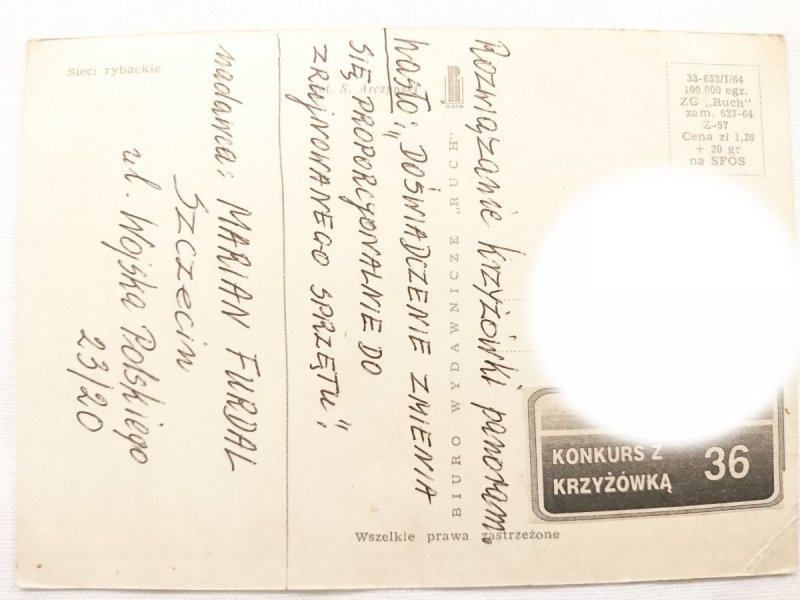 Sieci rybackie
fot. S. Arczyński
RUCH
BIURO WYDAWNICZE "RUCH"
33-652/I/64
100.000 egz.
ZG „Ruch"
zam. 627-64
Z-57
Cena zł 1,20
+ 20 gr
na SFOS
Rozwiązanie krzyżówki panoram.
hasło: „DOŚWIADCZENIE ZMIENIA
SIĘ PROPORCJONALNIE DO
ZRUJNOWANEGO SPRZĘTU".
nadawca: MARIAN FURDAL
Szczecin
ul. Wojska Polskiego
23/20
KONKURS Z
KRZYŻÓWKĄ
36
Wszelkie prawa zastrzeżone